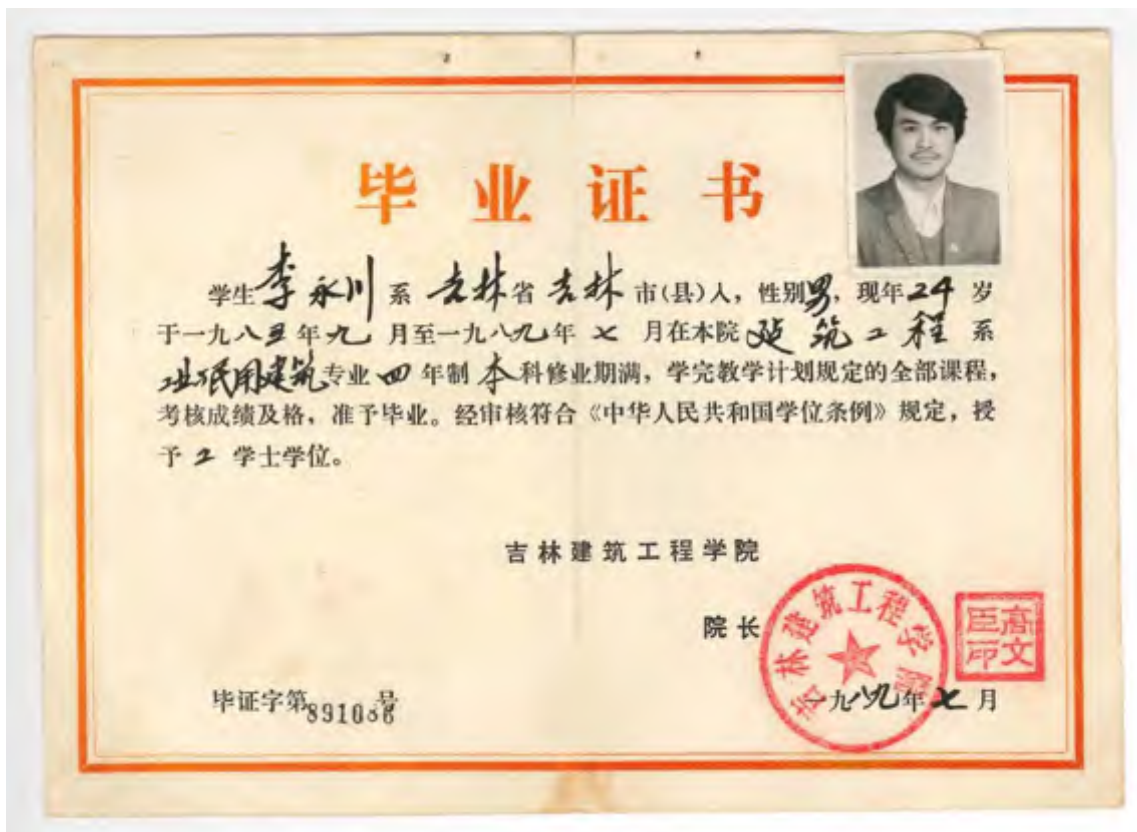 毕业证书
学生李永川系吉林省吉林市(县)人，性别男，现年24岁
于一九八五年九月至一九八九年七月在本院建筑工程系
工业民用建筑专业四年制本科修业期满，学完教学计划规定的全部课程，
考核成绩及格，准予毕业。经审核符合《中华人民共和国学位条例》规定，授
予工学士学位。
吉林建筑工程学院
院长
吉林建筑工程学院
高文臣印
毕证字第号
一九八九年七月